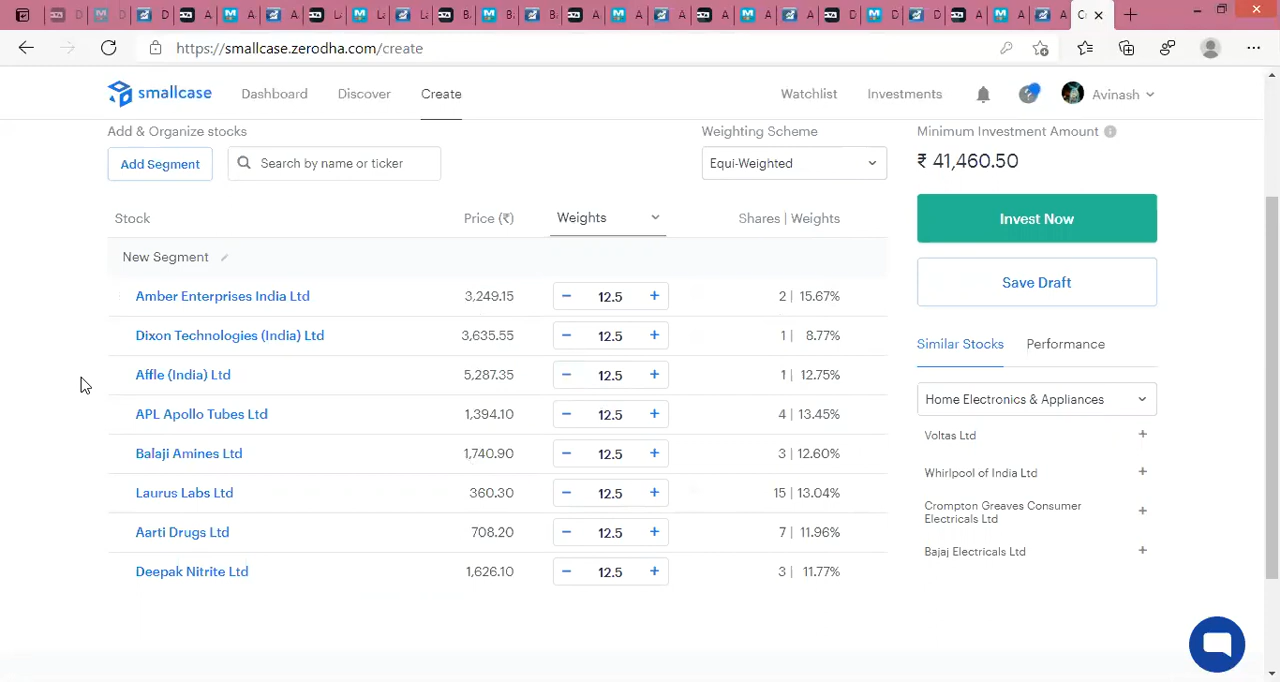 https://smallcase.zerodha.com/create
smallcase Dashboard Discover Create Watchlist Investments Avinash
Add & Organize stocks Weighting Scheme Minimum Investment Amount
Add Segment Search by name or ticker Equi-Weighted ₹ 41,460.50
Stock Price (₹) Weights Shares | Weights Invest Now
New Segment
Save Draft
Amber Enterprises India Ltd 3,249.15 − 12.5 + 2 | 15.67%
Dixon Technologies (India) Ltd 3,635.55 − 12.5 + 1 | 8.77%
Similar Stocks Performance
Affle (India) Ltd 5,287.35 − 12.5 + 1 | 12.75%
Home Electronics & Appliances
APL Apollo Tubes Ltd 1,394.10 − 12.5 + 4 | 13.45%
Voltas Ltd +
Balaji Amines Ltd 1,740.90 − 12.5 + 3 | 12.60%
Whirlpool of India Ltd +
Laurus Labs Ltd 360.30 − 12.5 + 15 | 13.04%
Crompton Greaves Consumer
Electricals Ltd +
Aarti Drugs Ltd 708.20 − 12.5 + 7 | 11.96%
Bajaj Electricals Ltd +
Deepak Nitrite Ltd 1,626.10 − 12.5 + 3 | 11.77%